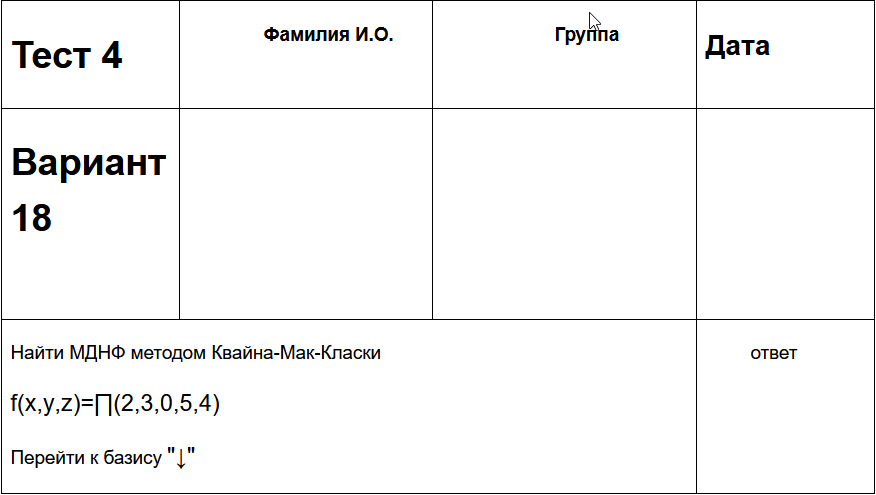 Тест 4
Фамилия И.О.
Группа
Дата
Вариант
18
Найти МДНФ методом Квайна-Мак-Класки
ответ
f(x,y,z)=∏(2,3,0,5,4)
Перейти к базису "↓"